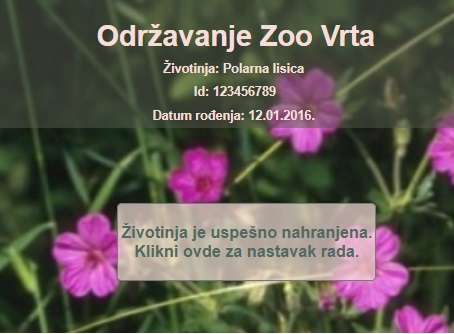 Održavanje Zoo Vrta
Životinja: Polarna lisica
Id: 123456789
Datum rođenja: 12.01.2016.
Životinja je uspešno nahranjena.
Klikni ovde za nastavak rada.